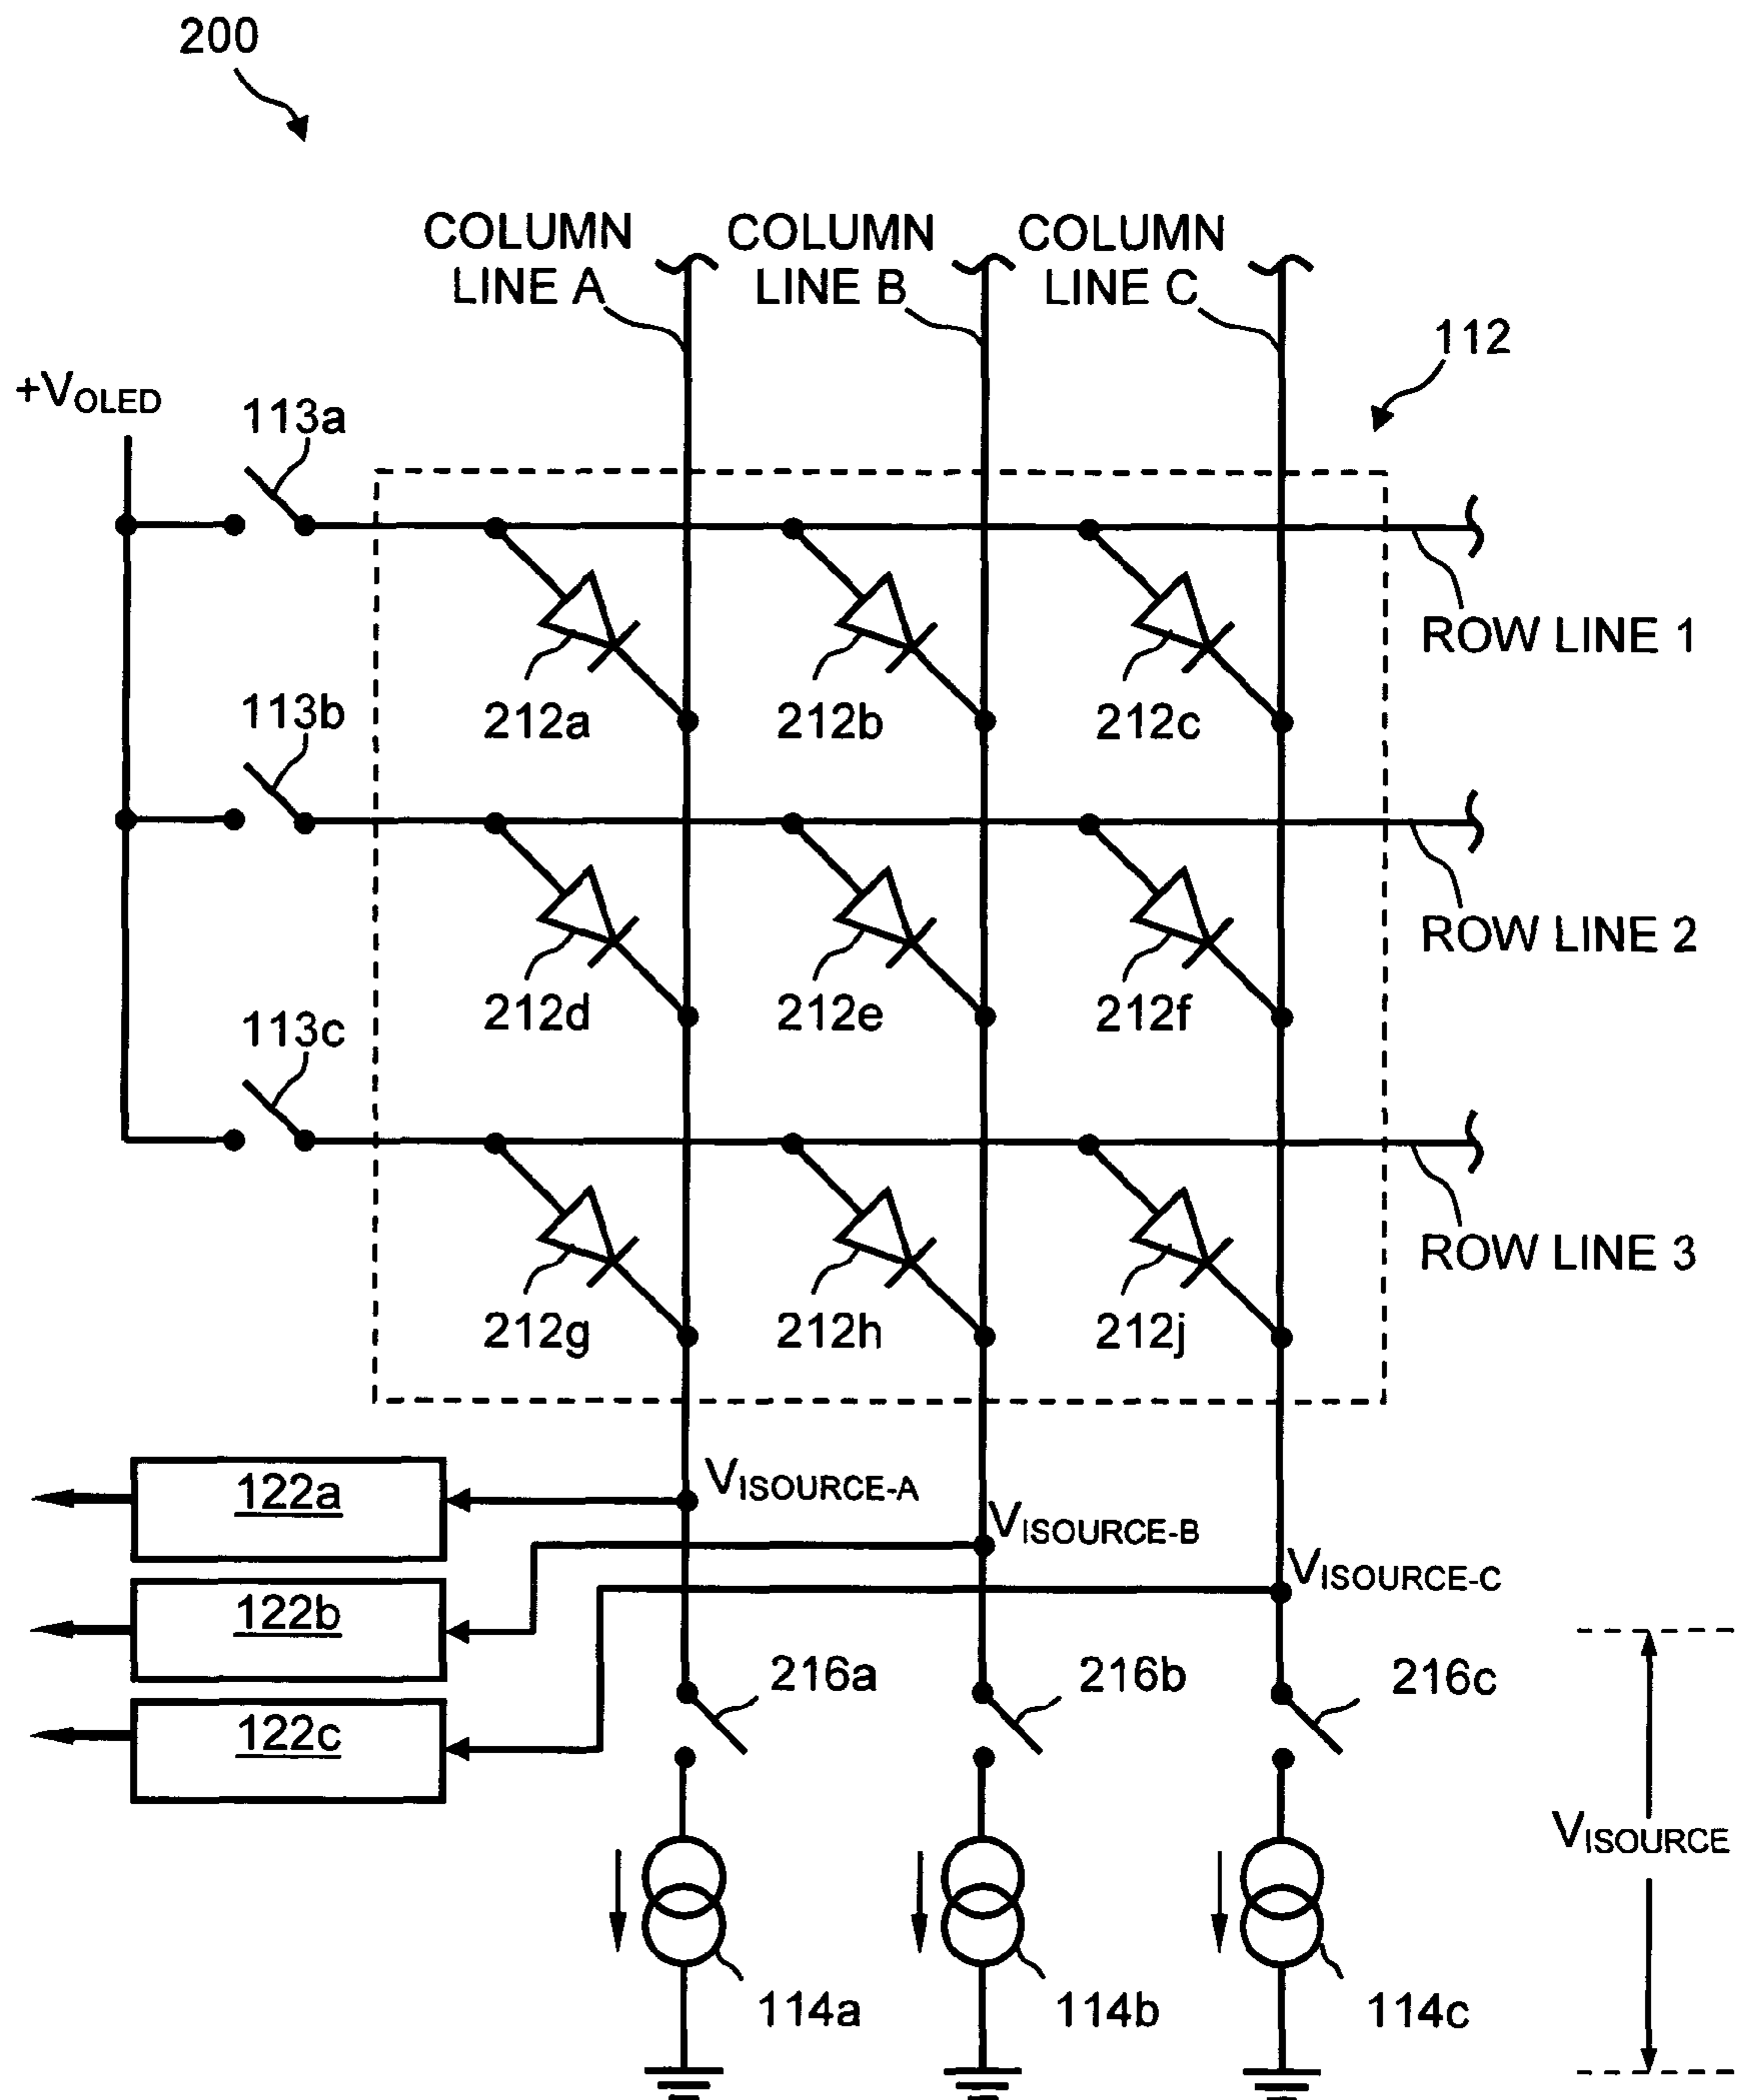 200
COLUMN LINE A
COLUMN LINE B
COLUMN LINE C
112
+VOLED
113a
ROW LINE 1
212a
212b
212c
113b
ROW LINE 2
212d
212e
212f
113c
ROW LINE 3
212g
212h
212j
122a
VISOURCE-A
VISOURCE-B
VISOURCE-C
122b
216a
216b
216c
122c
VISOURCE
114a
114b
114c